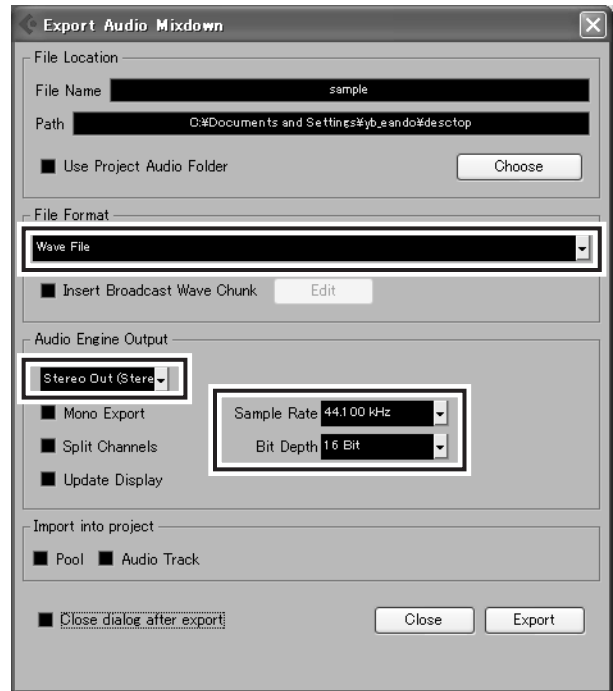 Export Audio Mixdown
File Location
File Name sample
Path C:¥Documents and Settings¥yb_eando¥desctop
Use Project Audio Folder Choose
File Format
Wave File
Insert Broadcast Wave Chunk Edit
Audio Engine Output
Stereo Out (Stere
Mono Export Sample Rate 44.100 kHz
Split Channels Bit Depth 16 Bit
Update Display
Import into project
Pool Audio Track
Close dialog after export Close Export